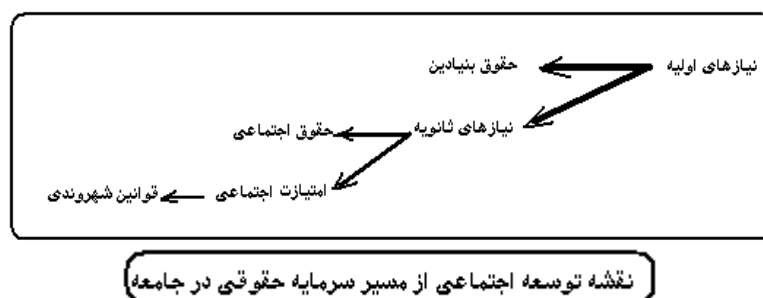 نیازهای اولیه
حقوق بنیادین
نیازهای ثانویه
حقوق اجتماعی
امتیازت اجتماعی
قوانین شهروندی
نقشه توسعه اجتماعی از مسیر سرمایه حقوقی در جامعه